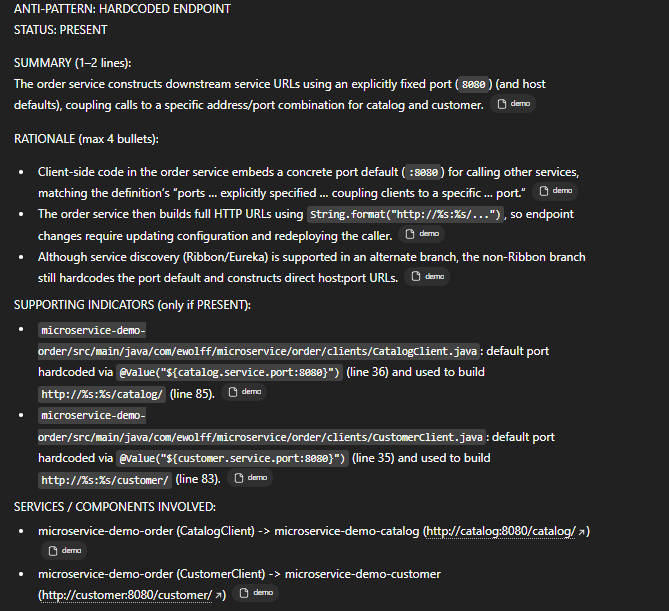 ANTI-PATTERN: HARDCODED ENDPOINT
STATUS: PRESENT
SUMMARY (1–2 lines):
The order service constructs downstream service URLs using an explicitly fixed port (8080) (and host
defaults), coupling calls to a specific address/port combination for catalog and customer. demo
RATIONALE (max 4 bullets):
• Client-side code in the order service embeds a concrete port default (:8080) for calling other services,
matching the definition's “ports … explicitly specified … coupling clients to a specific … port.” demo
• The order service then builds full HTTP URLs using String.format("http://%s:%s/..."), so endpoint
changes require updating configuration and redeploying the caller. demo
• Although service discovery (Ribbon/Eureka) is supported in an alternate branch, the non-Ribbon branch
still hardcodes the port default and constructs direct host:port URLs. demo
SUPPORTING INDICATORS (only if PRESENT):
• microservice-demo-
order/src/main/java/com/ewolff/microservice/order/clients/CatalogClient.java: default port
hardcoded via @Value("${catalog.service.port:8080}") (line 36) and used to build
http://%s:%s/catalog/ (line 85). demo
• microservice-demo-
order/src/main/java/com/ewolff/microservice/order/clients/CustomerClient.java: default port
hardcoded via @Value("${customer.service.port:8080}") (line 35) and used to build
http://%s:%s/customer/ (line 83). demo
SERVICES / COMPONENTS INVOLVED:
• microservice-demo-order (CatalogClient) -> microservice-demo-catalog (http://catalog:8080/catalog/ ↗)
demo
• microservice-demo-order (CustomerClient) -> microservice-demo-customer
(http://customer:8080/customer/ ↗) demo